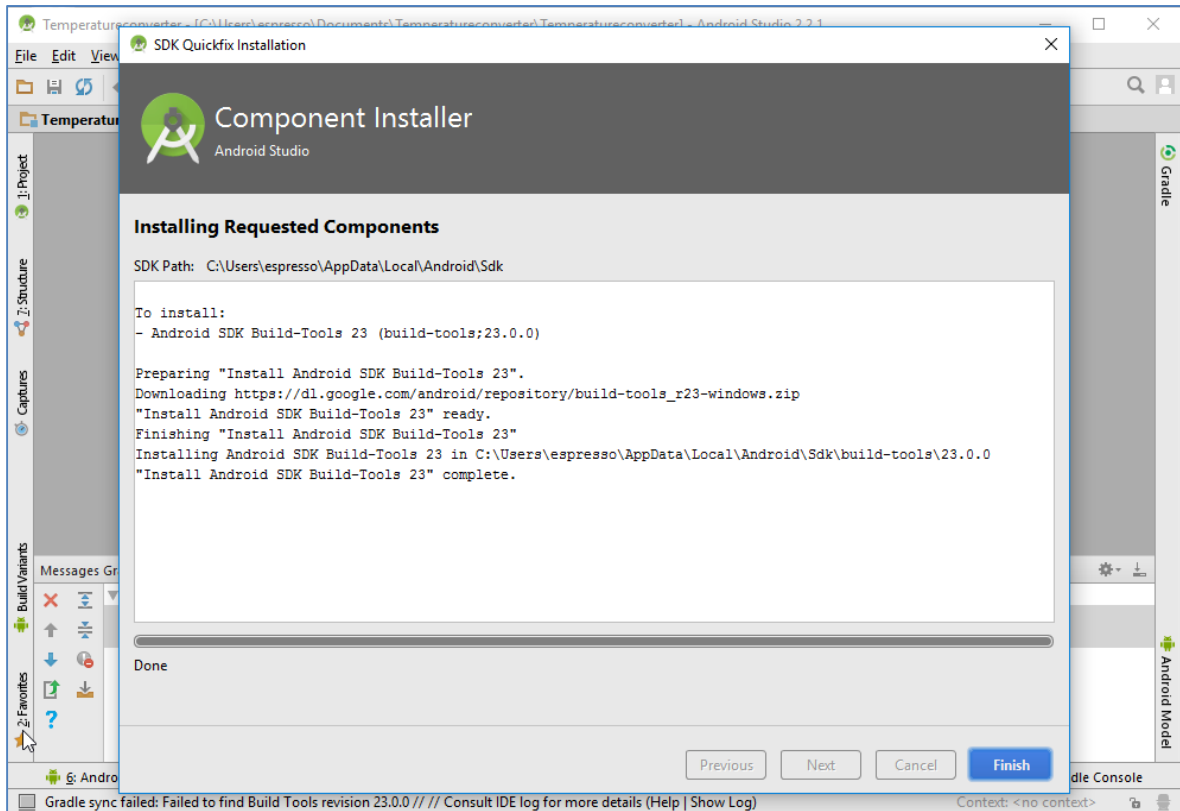 Temperatureconverter - [C:\Users\espresso\Documents\Temperatureconverter\Temperatureconverter] - Android Studio 2.2.1
SDK Quickfix Installation
File Edit View
Component Installer
Android Studio
Temperatur
1: Project
7: Structure
Captures
Build Variants
2: Favorites
Gradle
Android Model
Installing Requested Components
SDK Path: C:\Users\espresso\AppData\Local\Android\Sdk
To install:
- Android SDK Build-Tools 23 (build-tools;23.0.0)
Preparing "Install Android SDK Build-Tools 23".
Downloading https://dl.google.com/android/repository/build-tools_r23-windows.zip
"Install Android SDK Build-Tools 23" ready.
Finishing "Install Android SDK Build-Tools 23"
Installing Android SDK Build-Tools 23 in C:\Users\espresso\AppData\Local\Android\Sdk\build-tools\23.0.0
"Install Android SDK Build-Tools 23" complete.
Messages Gr
Done
Previous Next Cancel Finish
6: Andro
dle Console
Gradle sync failed: Failed to find Build Tools revision 23.0.0 // // Consult IDE log for more details (Help | Show Log)
Context: <no context>